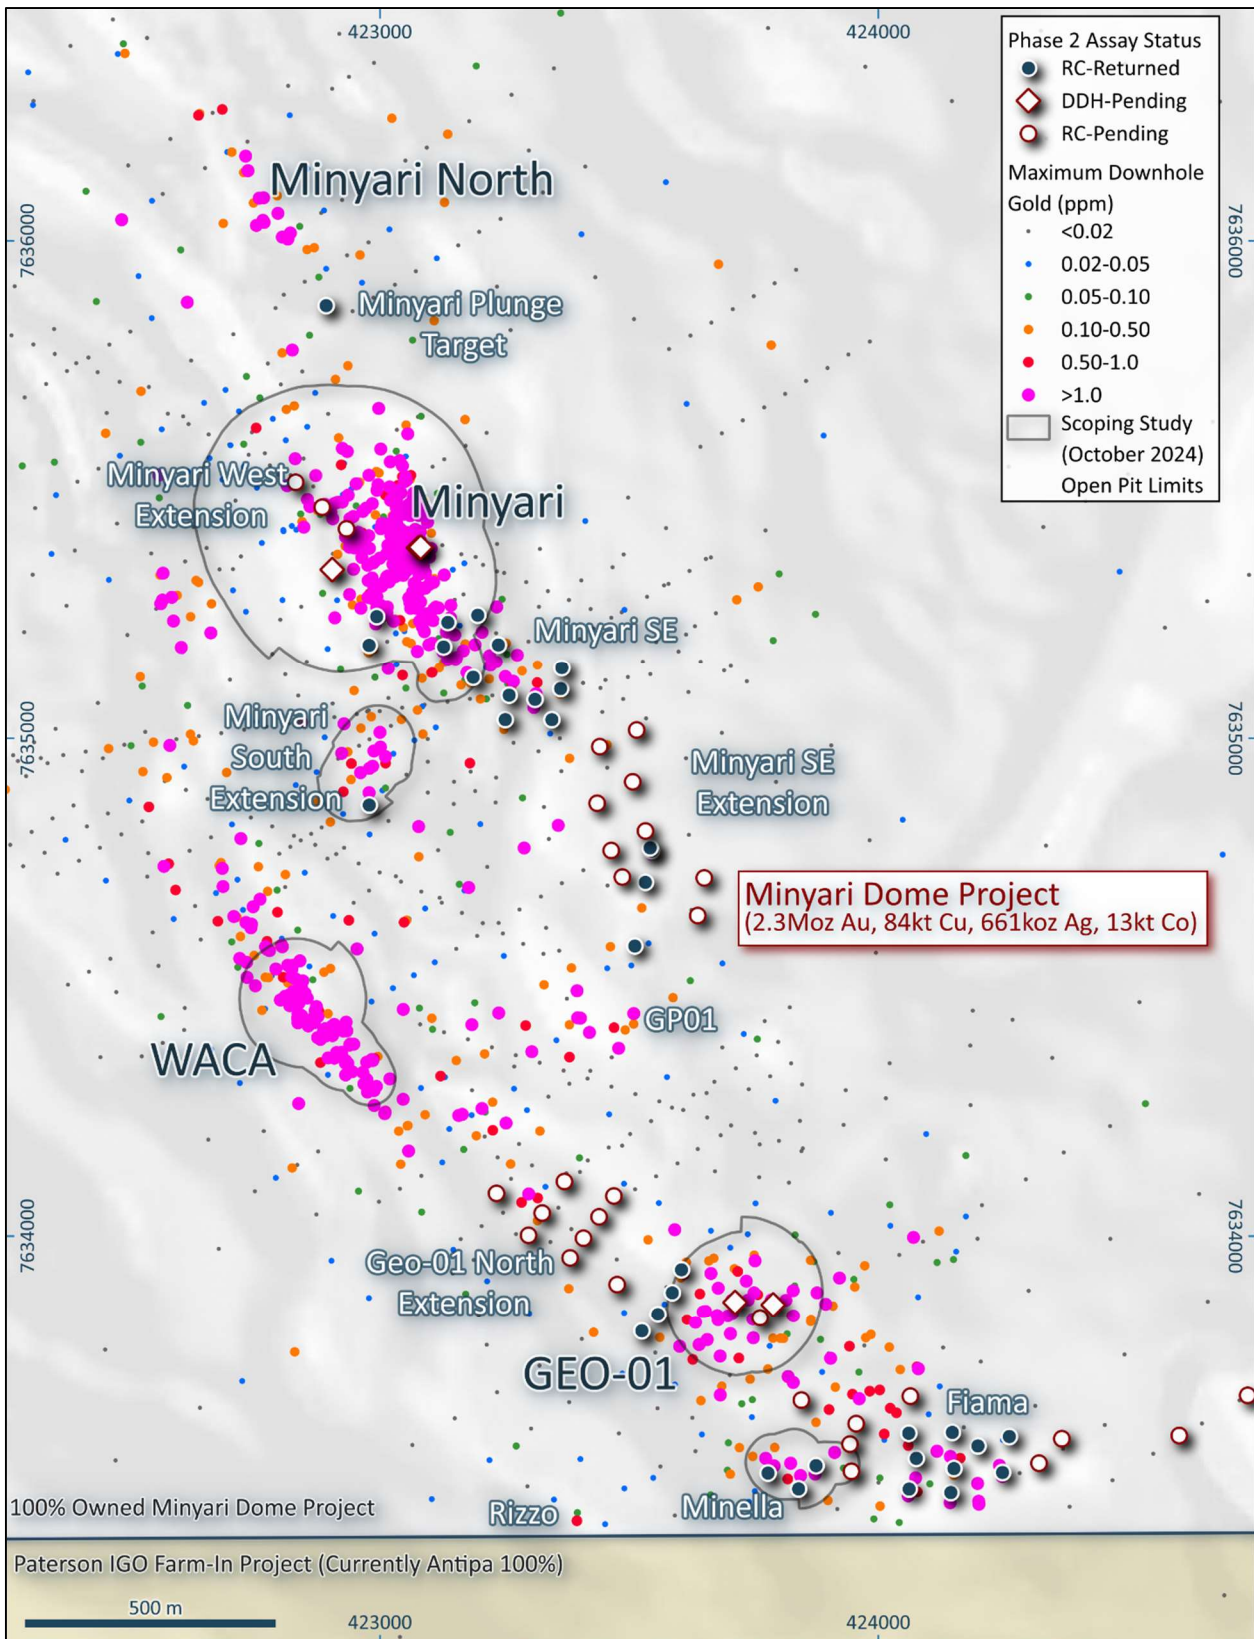 423000
424000
Phase 2 Assay Status
RC-Returned
DDH-Pending
RC-Pending
Maximum Downhole
Gold (ppm)
<0.02
0.02-0.05
0.05-0.10
0.10-0.50
0.50-1.0
>1.0
Scoping Study
(October 2024)
Open Pit Limits
Minyari North
7636000
7636000
Minyari Plunge
Target
Minyari West
Extension
Minyari
Minyari SE
Minyari
South
Extension
7635000
7635000
Minyari SE
Extension
Minyari Dome Project
(2.3Moz Au, 84kt Cu, 661koz Ag, 13kt Co)
GP01
WACA
7634000
7634000
Geo-01 North
Extension
GEO-01
Fiama
Minella
Rizzo
100% Owned Minyari Dome Project
Paterson IGO Farm-In Project (Currently Antipa 100%)
500 m
423000
424000